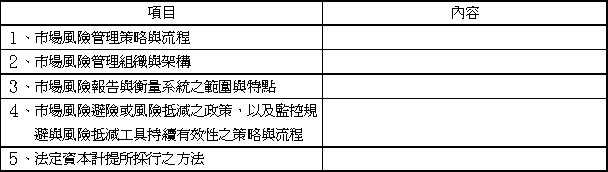 項目 內容
1、市場風險管理策略與流程
2、市場風險管理組織與架構
3、市場風險報告與衡量系統之範圍與特點
4、市場風險避險或風險抵減之政策，以及監控規
避與風險抵減工具持續有效性之策略與流程
5、法定資本計提所採行之方法